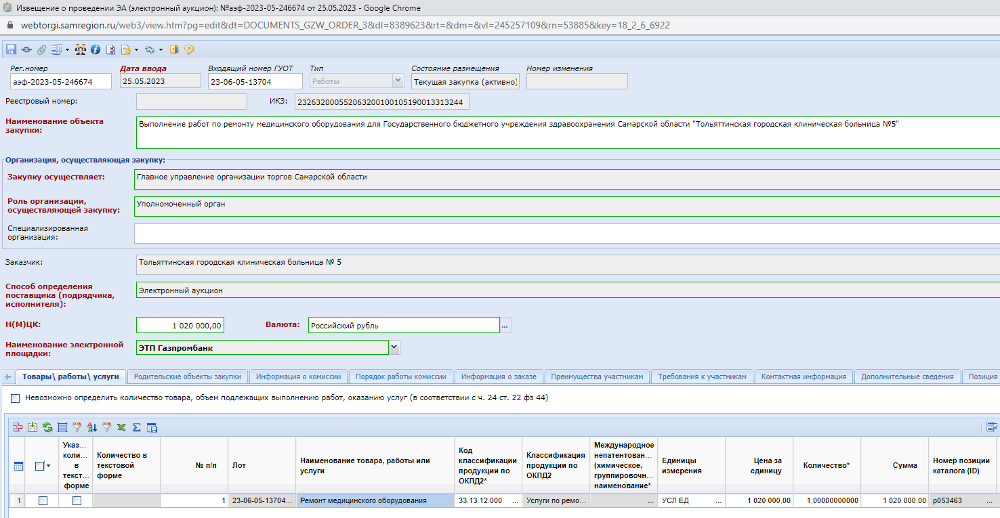 Извещение о проведении ЭА (электронный аукцион): №аэф-2023-05-246674 от 25.05.2023 - Google Chrome
webtorgi.samregion.ru/web3/view.htm?pg=edit&dt=DOCUMENTS_GZW_ORDER_3&dl=8389623&rt=&dm=&vl=245257109&rn=53885&key=18_2_6_6922
Рег.номер Дата ввода Входящий номер ГУОТ Тип Состояние размещения Номер изменения
аэф-2023-05-246674 25.05.2023 23-06-05-13704 Работы Текущая закупка (активно)
Реестровый номер: ИКЗ: 232632000552063200100105190013313244
Наименование объекта закупки: Выполнение работ по ремонту медицинского оборудования для Государственного бюджетного учреждения здравоохранения Самарской области "Тольяттинская городская клиническая больница №5"
Организация, осуществляющая закупку:
Закупку осуществляет: Главное управление организации торгов Самарской области
Роль организации, осуществляющей закупку: Уполномоченный орган
Специализированная организация:
Заказчик: Тольяттинская городская клиническая больница № 5
Способ определения поставщика (подрядчика, исполнителя): Электронный аукцион
Н(М)ЦК: 1 020 000,00 Валюта: Российский рубль ...
Наименование электронной площадки: ЭТП Газпромбанк
Товары\ работы\ услуги Родительские объекты закупки Информация о комиссии Порядок работы комиссии Информация о заказе Преимущества участникам Требования к участникам Контактная информация Дополнительные сведения Позиция
Невозможно определить количество товара, объем подлежащих выполнению работ, оказанию услуг (в соответствии с ч. 24 ст. 22 фз 44)
Указ... коли... в текст... форме Количество в текстовой форме № п/п Лот Наименование товара, работы или услуги Код классификации продукции по ОКПД2* Классификация продукции по ОКПД2 Международное непатентован... (химическое, группировочн... наименование* Единицы измерения Цена за единицу Количество* Сумма Номер позиции каталога (ID)
1 1 23-06-05-13704... Ремонт медицинского оборудования 33.13.12.000 ... Услуги по ремо... ... УСЛ ЕД ... 1 020 000,00 1,00000000000 1 020 000,00 p053463 ...